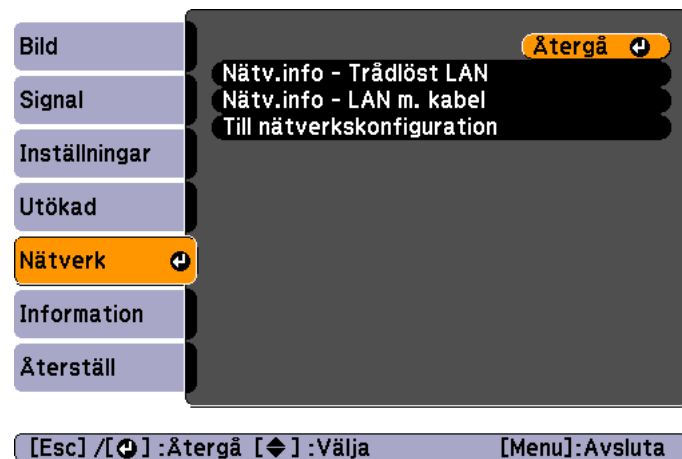 Bild
Signal
Inställningar
Utökad
Nätverk
Information
Återställ
Återgå
Nätv.info - Trådlöst LAN
Nätv.info - LAN m. kabel
Till nätverkskonfiguration
[Esc] /[⏎] :Återgå [◆] :Välja [Menu]:Avsluta